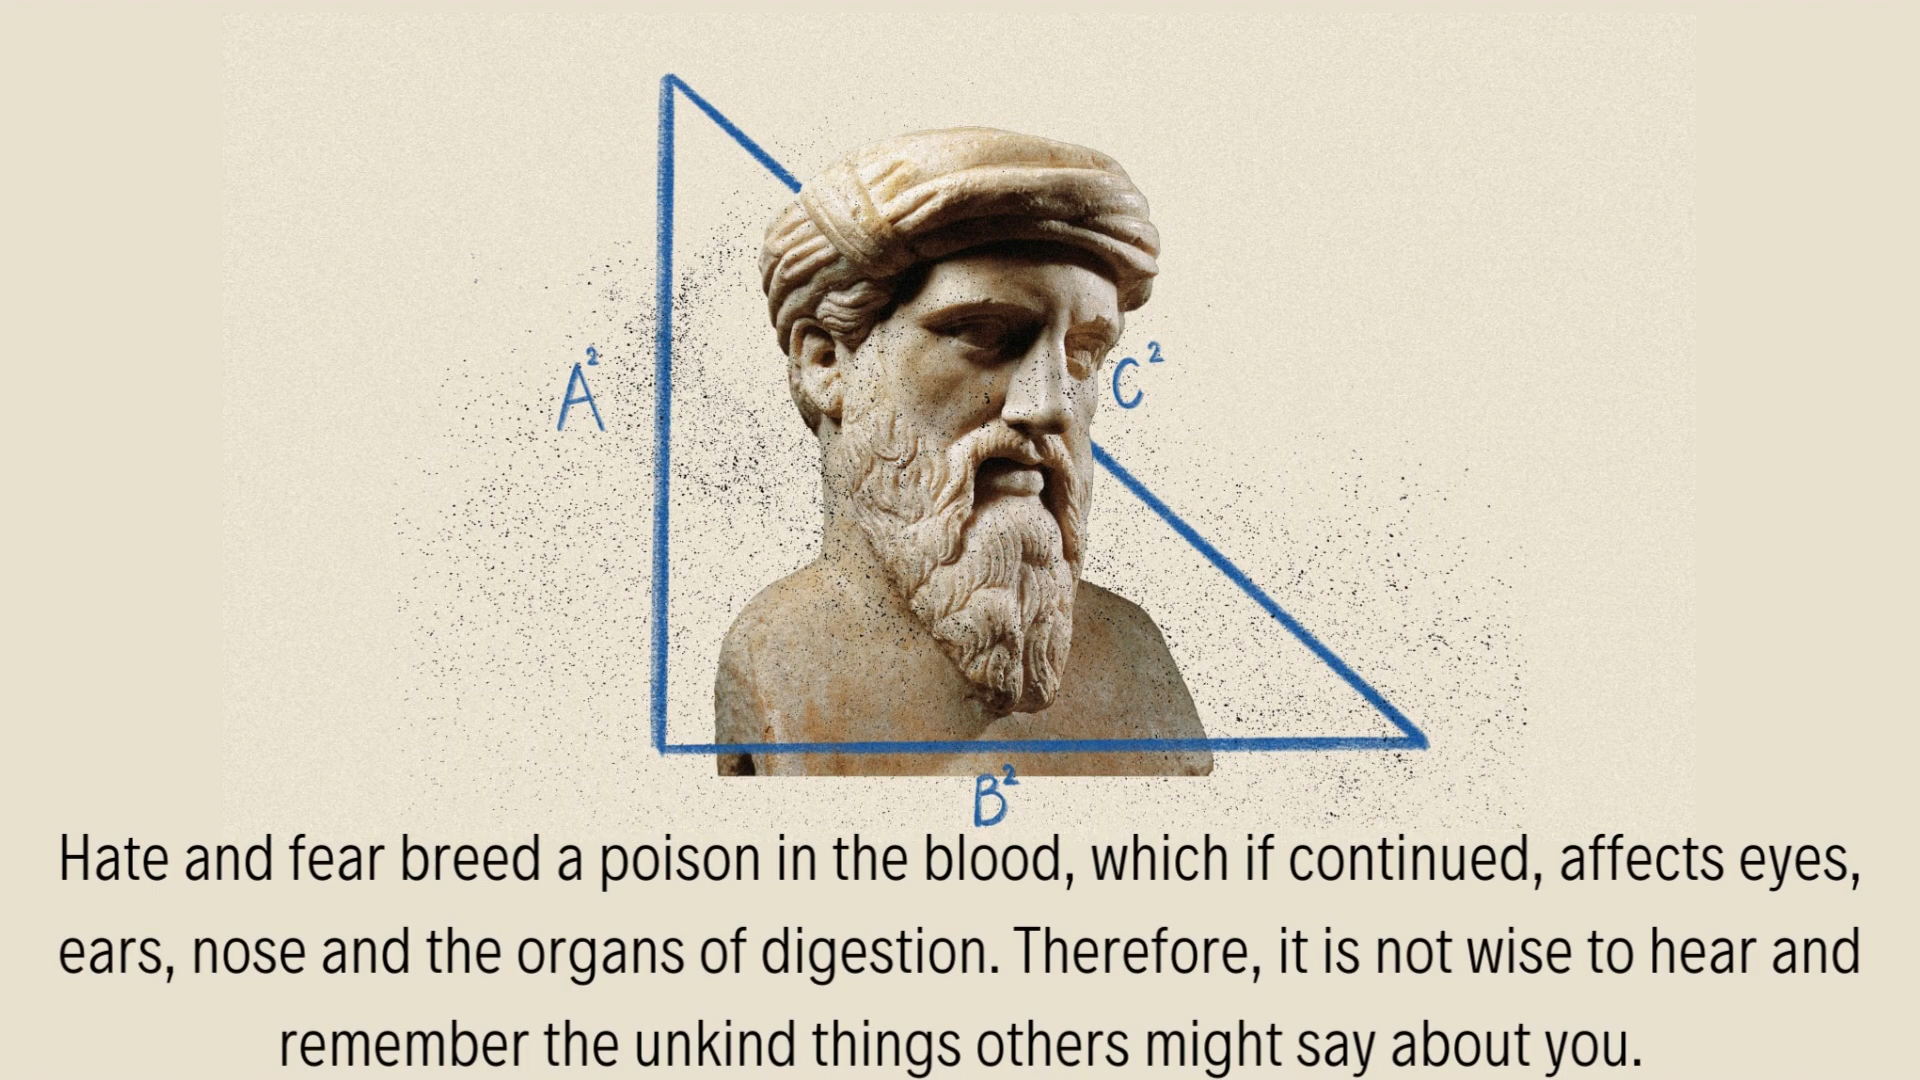 A²
C²
B²
Hate and fear breed a poison in the blood, which if continued, affects eyes,
ears, nose and the organs of digestion. Therefore, it is not wise to hear and
remember the unkind things others might say about you.